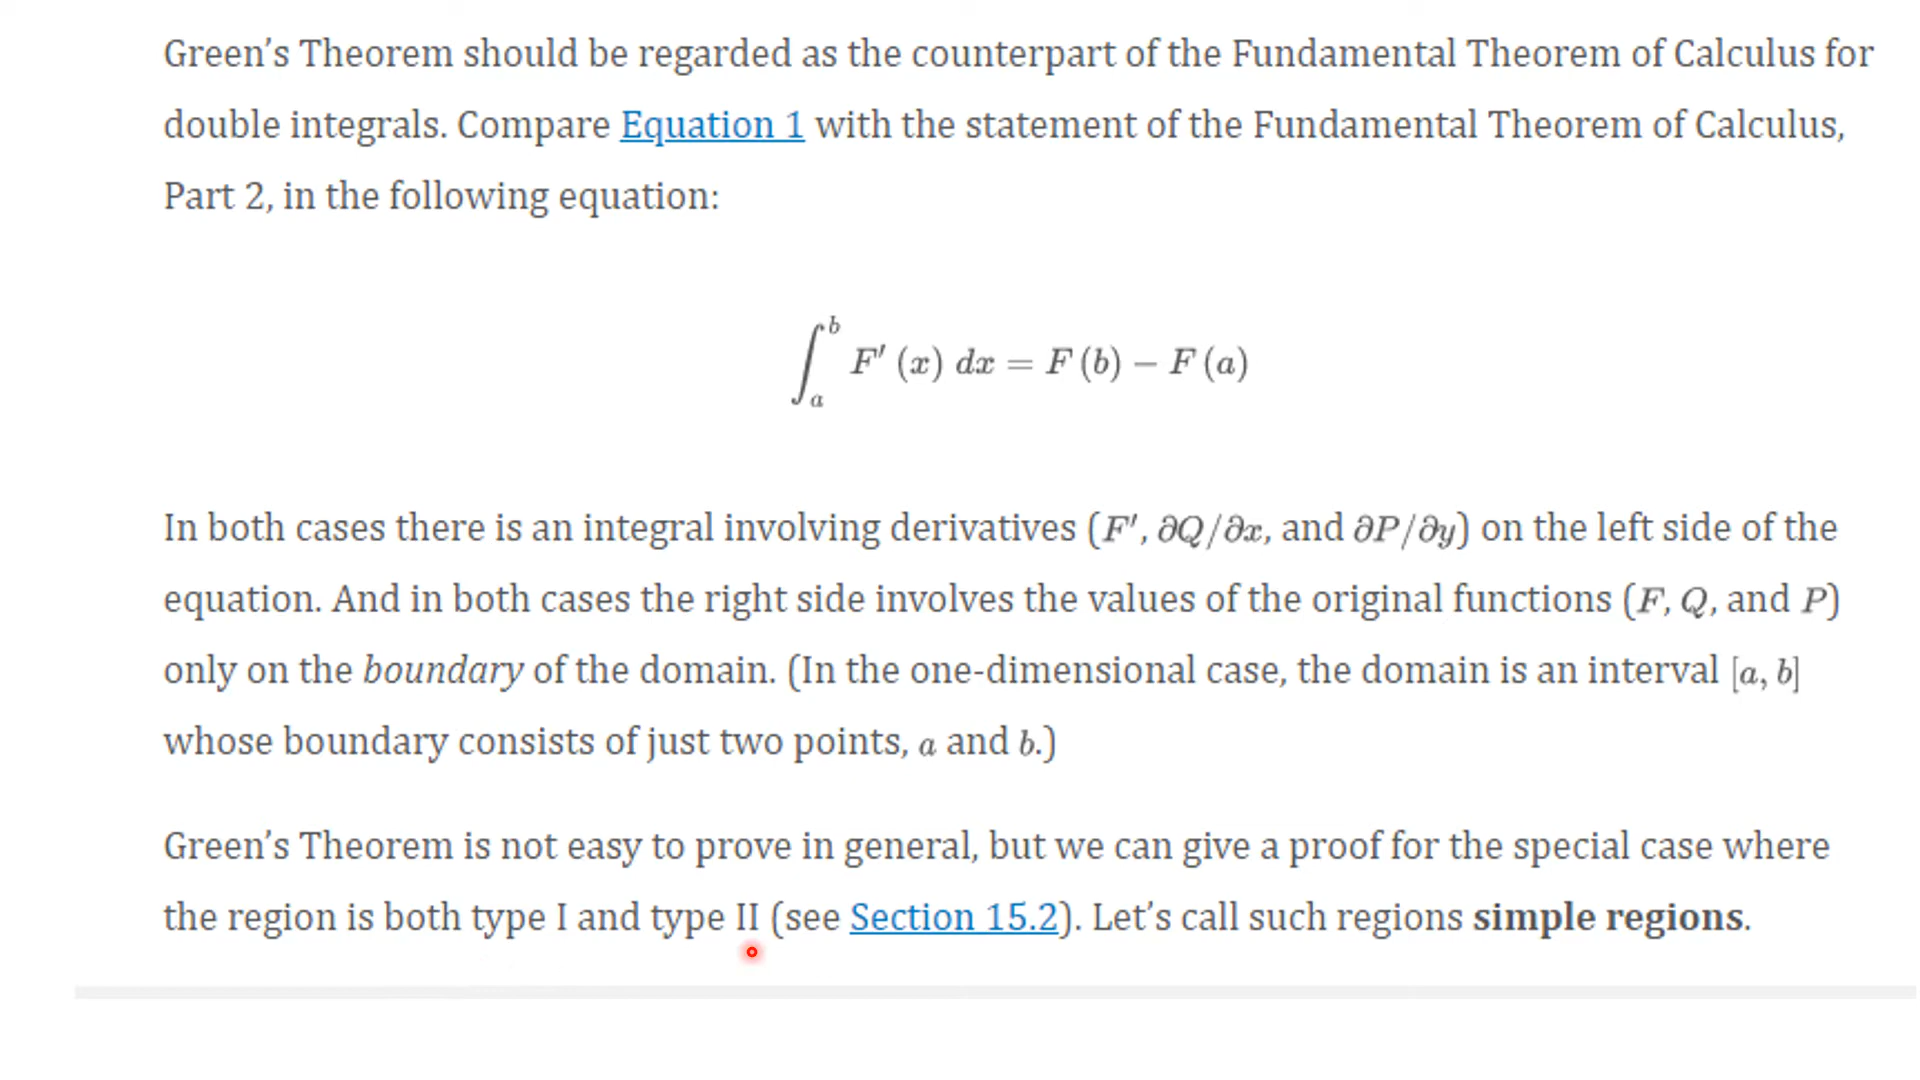 Green’s Theorem should be regarded as the counterpart of the Fundamental Theorem of Calculus for
double integrals. Compare Equation 1 with the statement of the Fundamental Theorem of Calculus,
Part 2, in the following equation:
∫_a^b F′ (x) dx = F (b) − F (a)
In both cases there is an integral involving derivatives (F′, ∂Q/∂x, and ∂P/∂y) on the left side of the
equation. And in both cases the right side involves the values of the original functions (F, Q, and P)
only on the boundary of the domain. (In the one-dimensional case, the domain is an interval [a, b]
whose boundary consists of just two points, a and b.)
Green’s Theorem is not easy to prove in general, but we can give a proof for the special case where
the region is both type I and type II (see Section 15.2). Let’s call such regions simple regions.